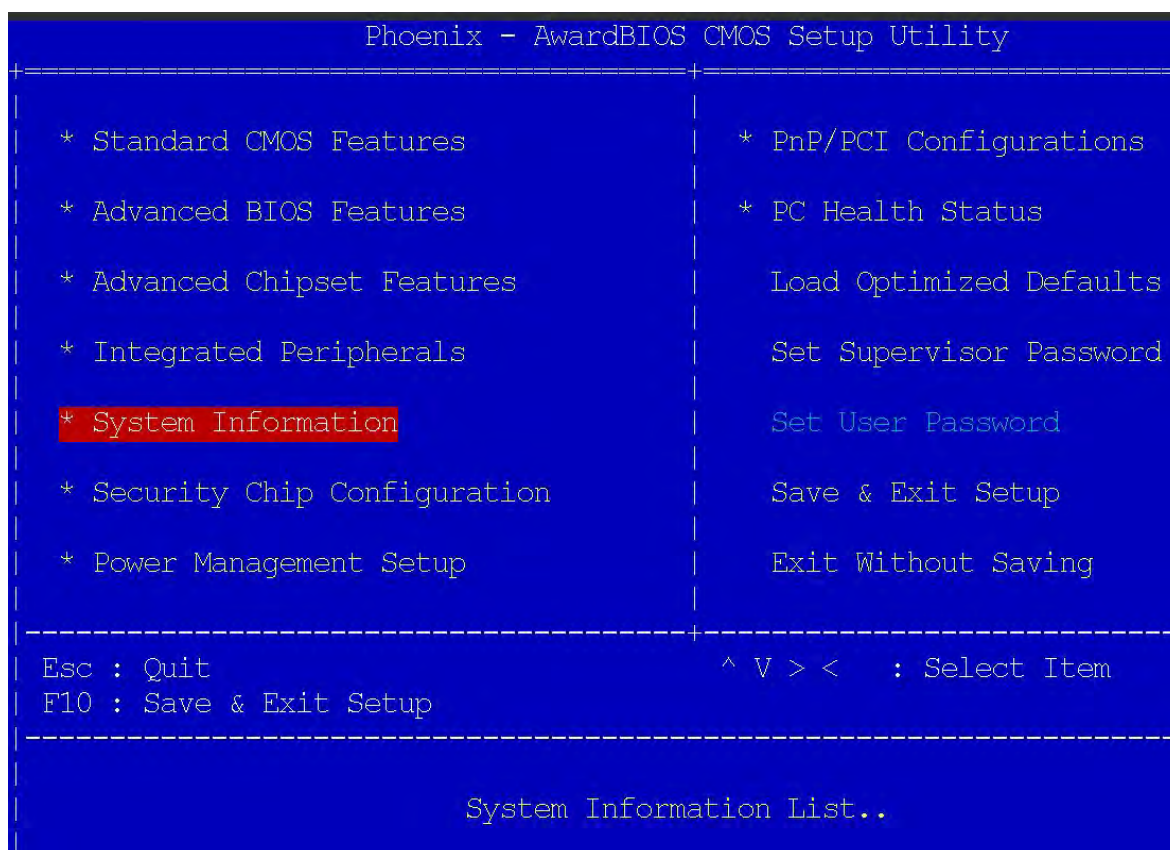 Phoenix - AwardBIOS CMOS Setup Utility
* Standard CMOS Features
* Advanced BIOS Features
* Advanced Chipset Features
* Integrated Peripherals
* System Information
* Security Chip Configuration
* Power Management Setup
* PnP/PCI Configurations
* PC Health Status
Load Optimized Defaults
Set Supervisor Password
Set User Password
Save & Exit Setup
Exit Without Saving
Esc : Quit
^ V > < : Select Item
F10 : Save & Exit Setup
System Information List..